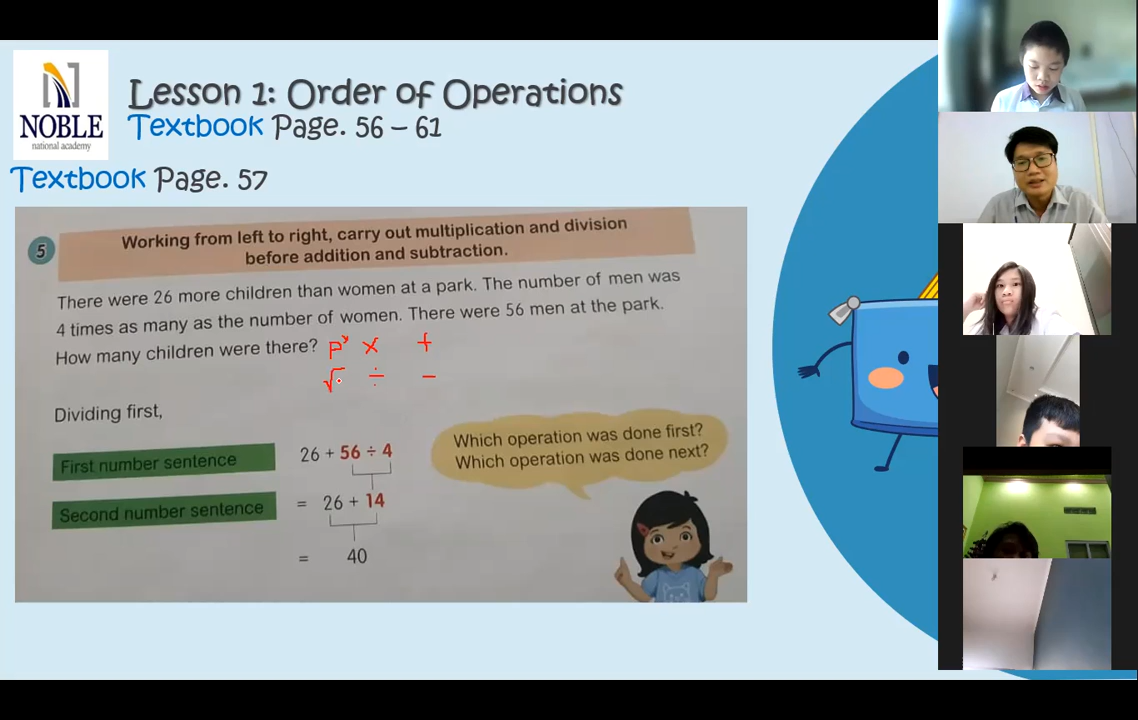 NOBLE
national academy
Lesson 1: Order of Operations
Textbook Page. 56 – 61
Textbook Page. 57
5
Working from left to right, carry out multiplication and division
before addition and subtraction.
There were 26 more children than women at a park. The number of men was
4 times as many as the number of women. There were 56 men at the park.
How many children were there?
× +
√ ÷ −
Dividing first,
First number sentence
26 + 56 ÷ 4
Second number sentence
= 26 + 14
= 40
Which operation was done first?
Which operation was done next?